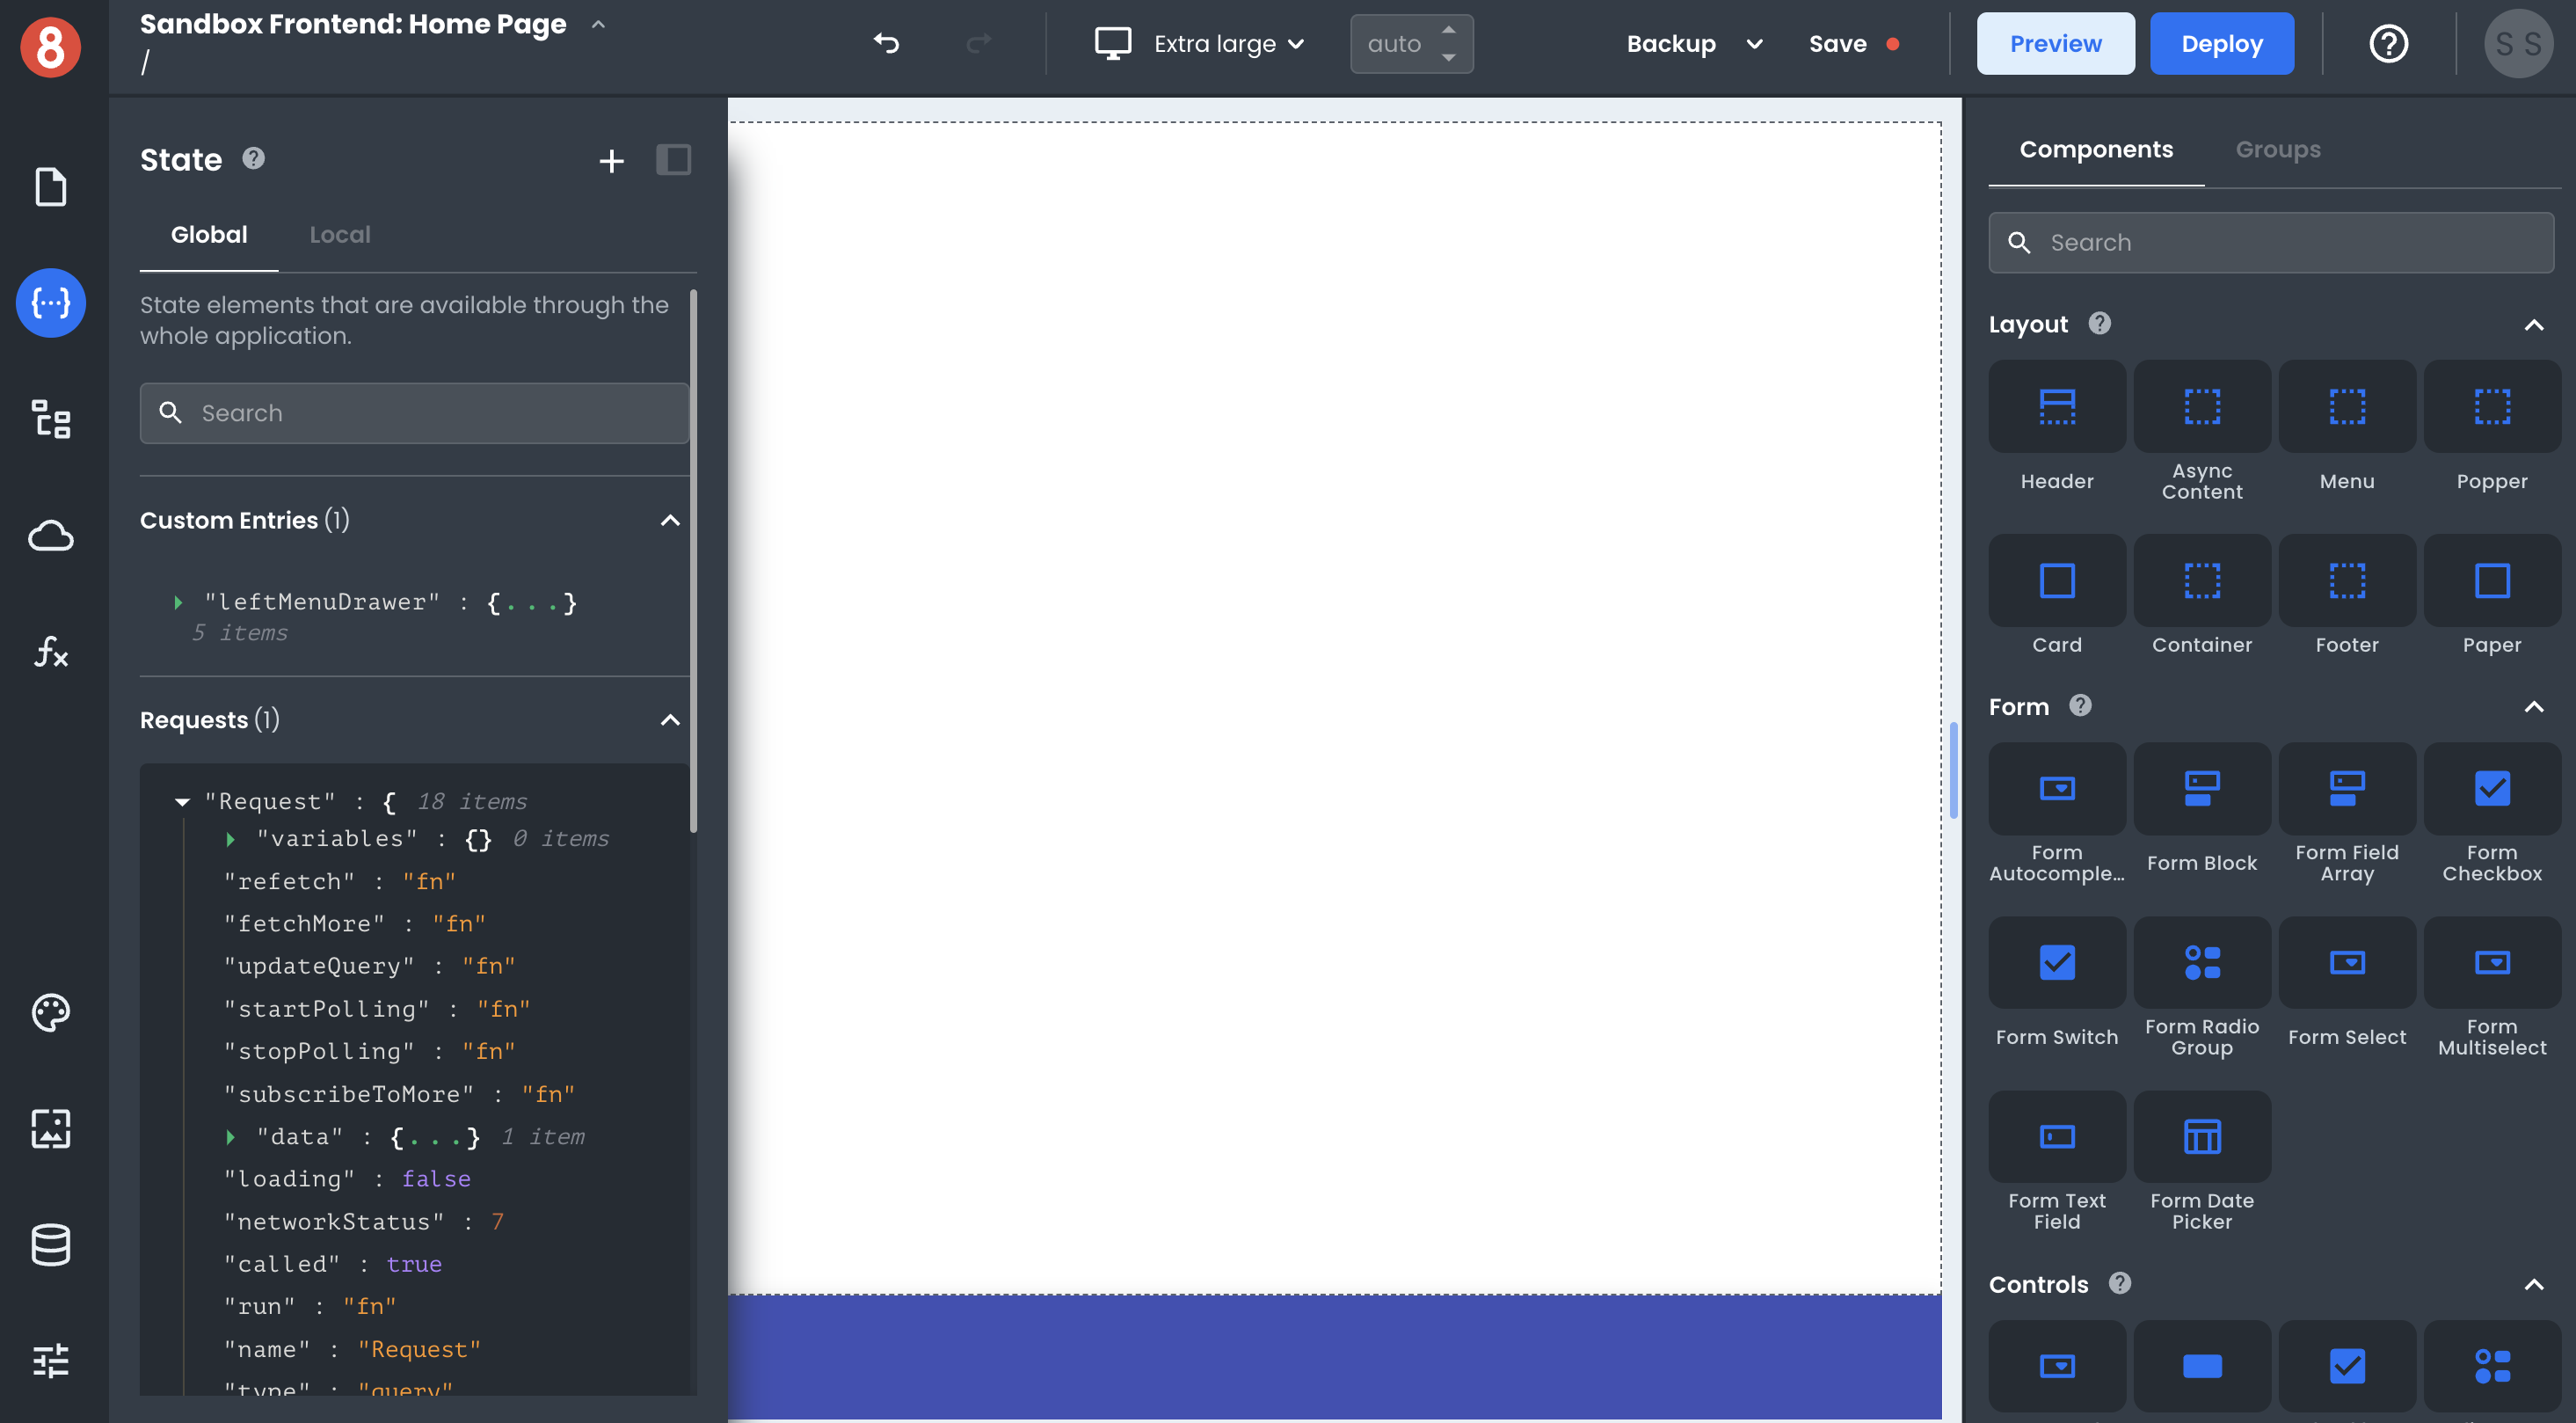 8
Sandbox Frontend: Home Page
/
Extra large
auto
Backup
Save
Preview
Deploy
?
S S
State ?
Global Local
State elements that are available through the
whole application.
Search
Custom Entries (1)
"leftMenuDrawer" : {...}
5 items
Requests (1)
"Request" : { 18 items
"variables" : {} 0 items
"refetch" : "fn"
"fetchMore" : "fn"
"updateQuery" : "fn"
"startPolling" : "fn"
"stopPolling" : "fn"
"subscribeToMore" : "fn"
"data" : {...} 1 item
"loading" : false
"networkStatus" : 7
"called" : true
"run" : "fn"
"name" : "Request"
"type" : "query"
Components Groups
Search
Layout ?
Header
Async
Content
Menu
Popper
Card
Container
Footer
Paper
Form ?
Form
Autocomple...
Form Block
Form Field
Array
Form
Checkbox
Form Switch
Form Radio
Group
Form Select
Form
Multiselect
Form Text
Field
Form Date
Picker
Controls ?